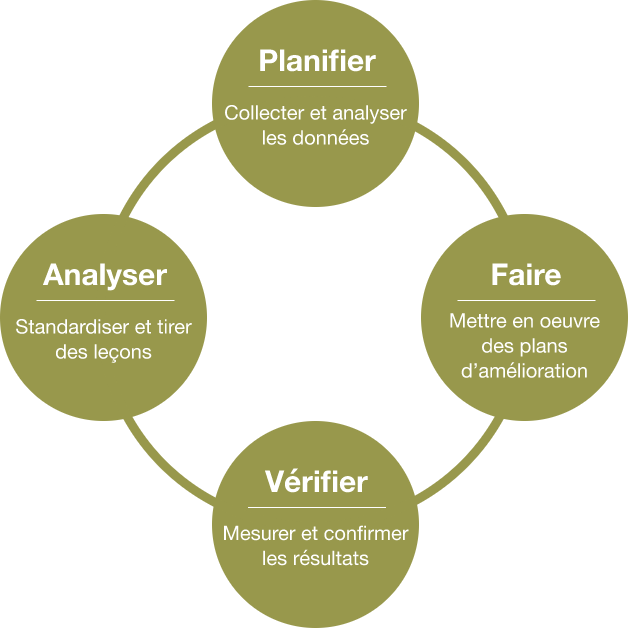 Planifier
Collecter et analyser
les données
Analyser
Standardiser et tirer
des leçons
Faire
Mettre en oeuvre
des plans
d’amélioration
Vérifier
Mesurer et confirmer
les résultats